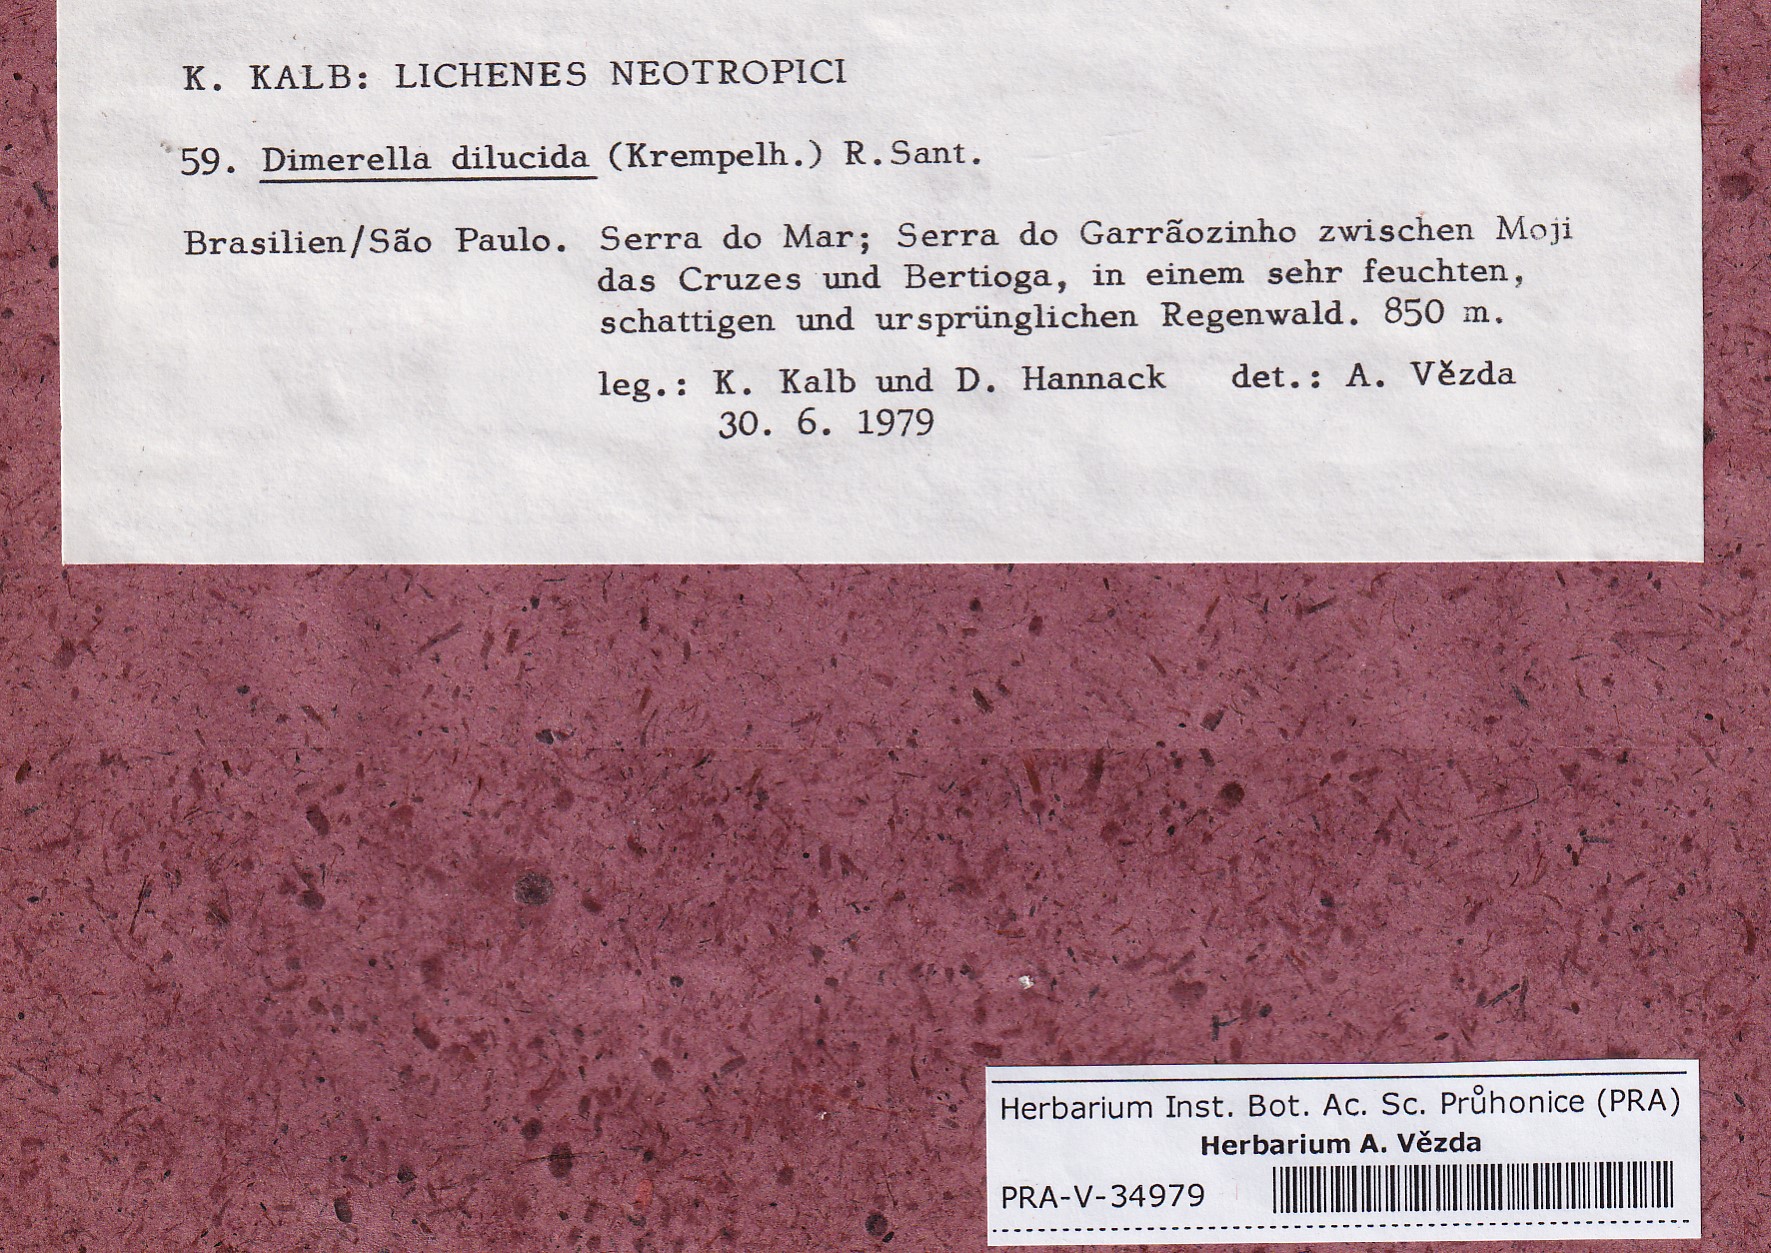 K. KALB: LICHENES NEOTROPICI
59. Dimerella dilucida (Krempelh.) R.Sant.
Brasilien/São Paulo. Serra do Mar; Serra do Garrãozinho zwischen Moji
das Cruzes und Bertioga, in einem sehr feuchten,
schattigen und ursprünglichen Regenwald. 850 m.
leg.: K. Kalb und D. Hannack det.: A. Vězda
30. 6. 1979
Herbarium Inst. Bot. Ac. Sc. Průhonice (PRA)
Herbarium A. Vězda
PRA-V-34979